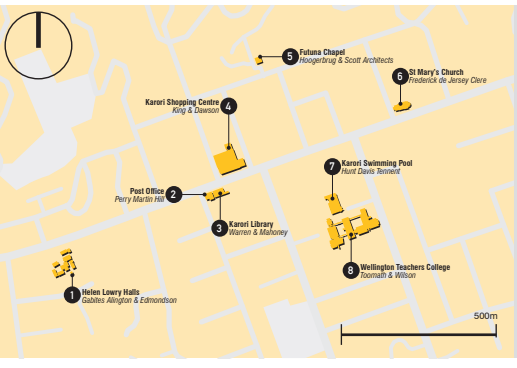 5
Futuna Chapel
Hoogerbrug & Scott Architects
6
St Mary's Church
Frederick de Jersey Clere
Karori Shopping Centre
King & Dawson
4
7
Karori Swimming Pool
Hunt Davis Tennent
Post Office
Perry Martin Hill
2
3
Karori Library
Warren & Mahoney
8
Wellington Teachers College
Toomath & Wilson
1
Helen Lowry Halls
Gabites Alington & Edmondson
500m